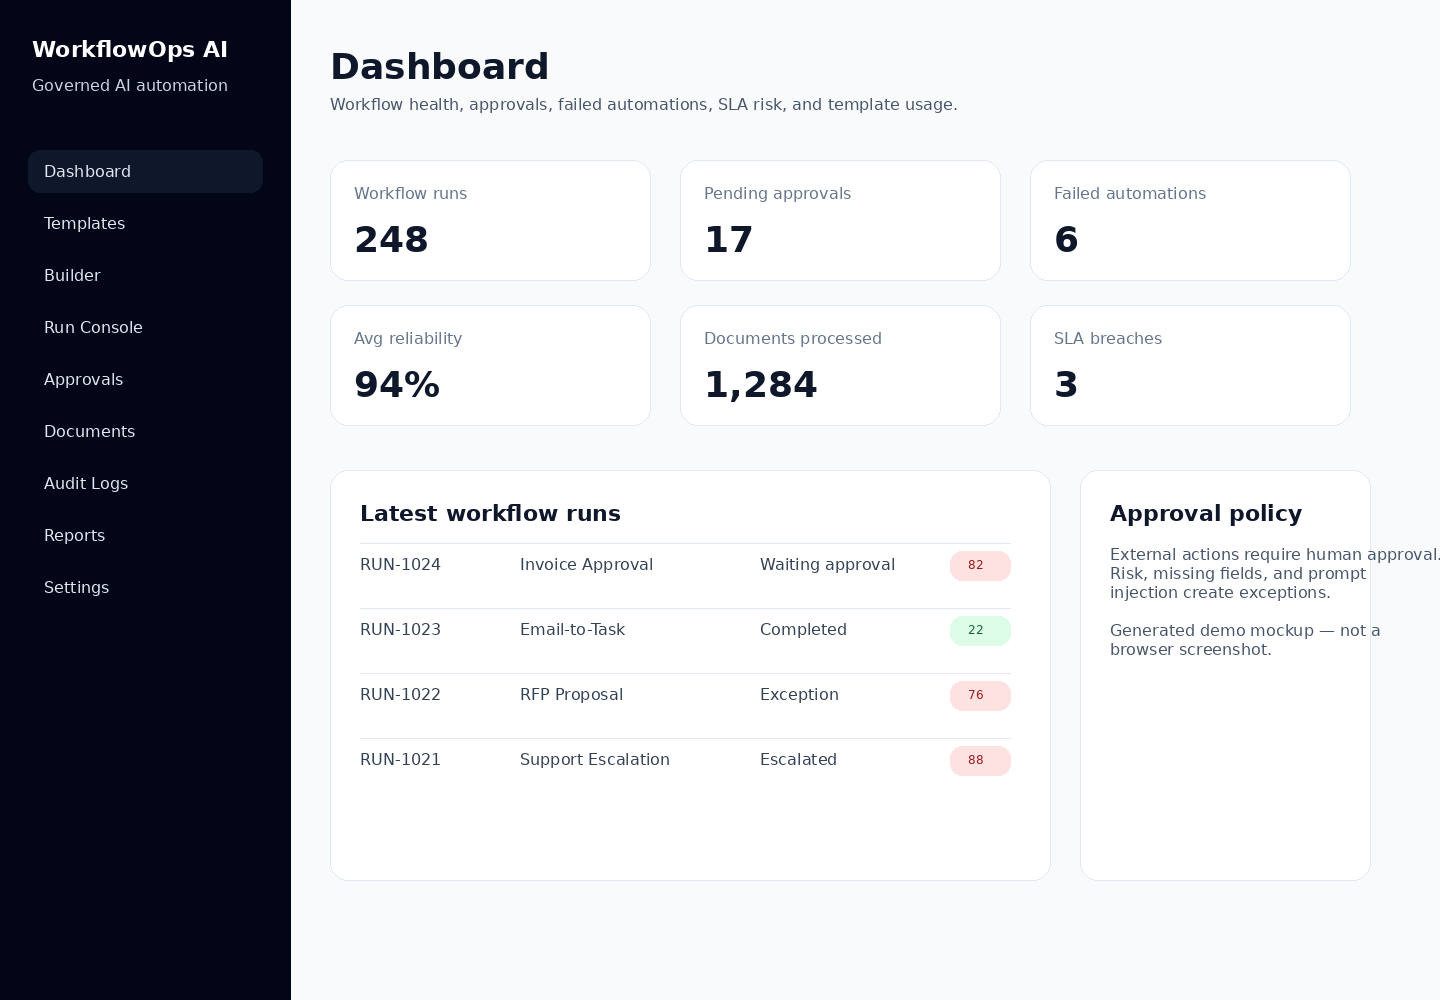 WorkflowOps AI
Governed AI automation
Dashboard
Templates
Builder
Run Console
Approvals
Documents
Audit Logs
Reports
Settings
Dashboard
Workflow health, approvals, failed automations, SLA risk, and template usage.
Workflow runs
248
Pending approvals
17
Failed automations
6
Avg reliability
94%
Documents processed
1,284
SLA breaches
3
Latest workflow runs
RUN-1024 Invoice Approval Waiting approval 82
RUN-1023 Email-to-Task Completed 22
RUN-1022 RFP Proposal Exception 76
RUN-1021 Support Escalation Escalated 88
Approval policy
External actions require human approval.
Risk, missing fields, and prompt
injection create exceptions.
Generated demo mockup — not a
browser screenshot.